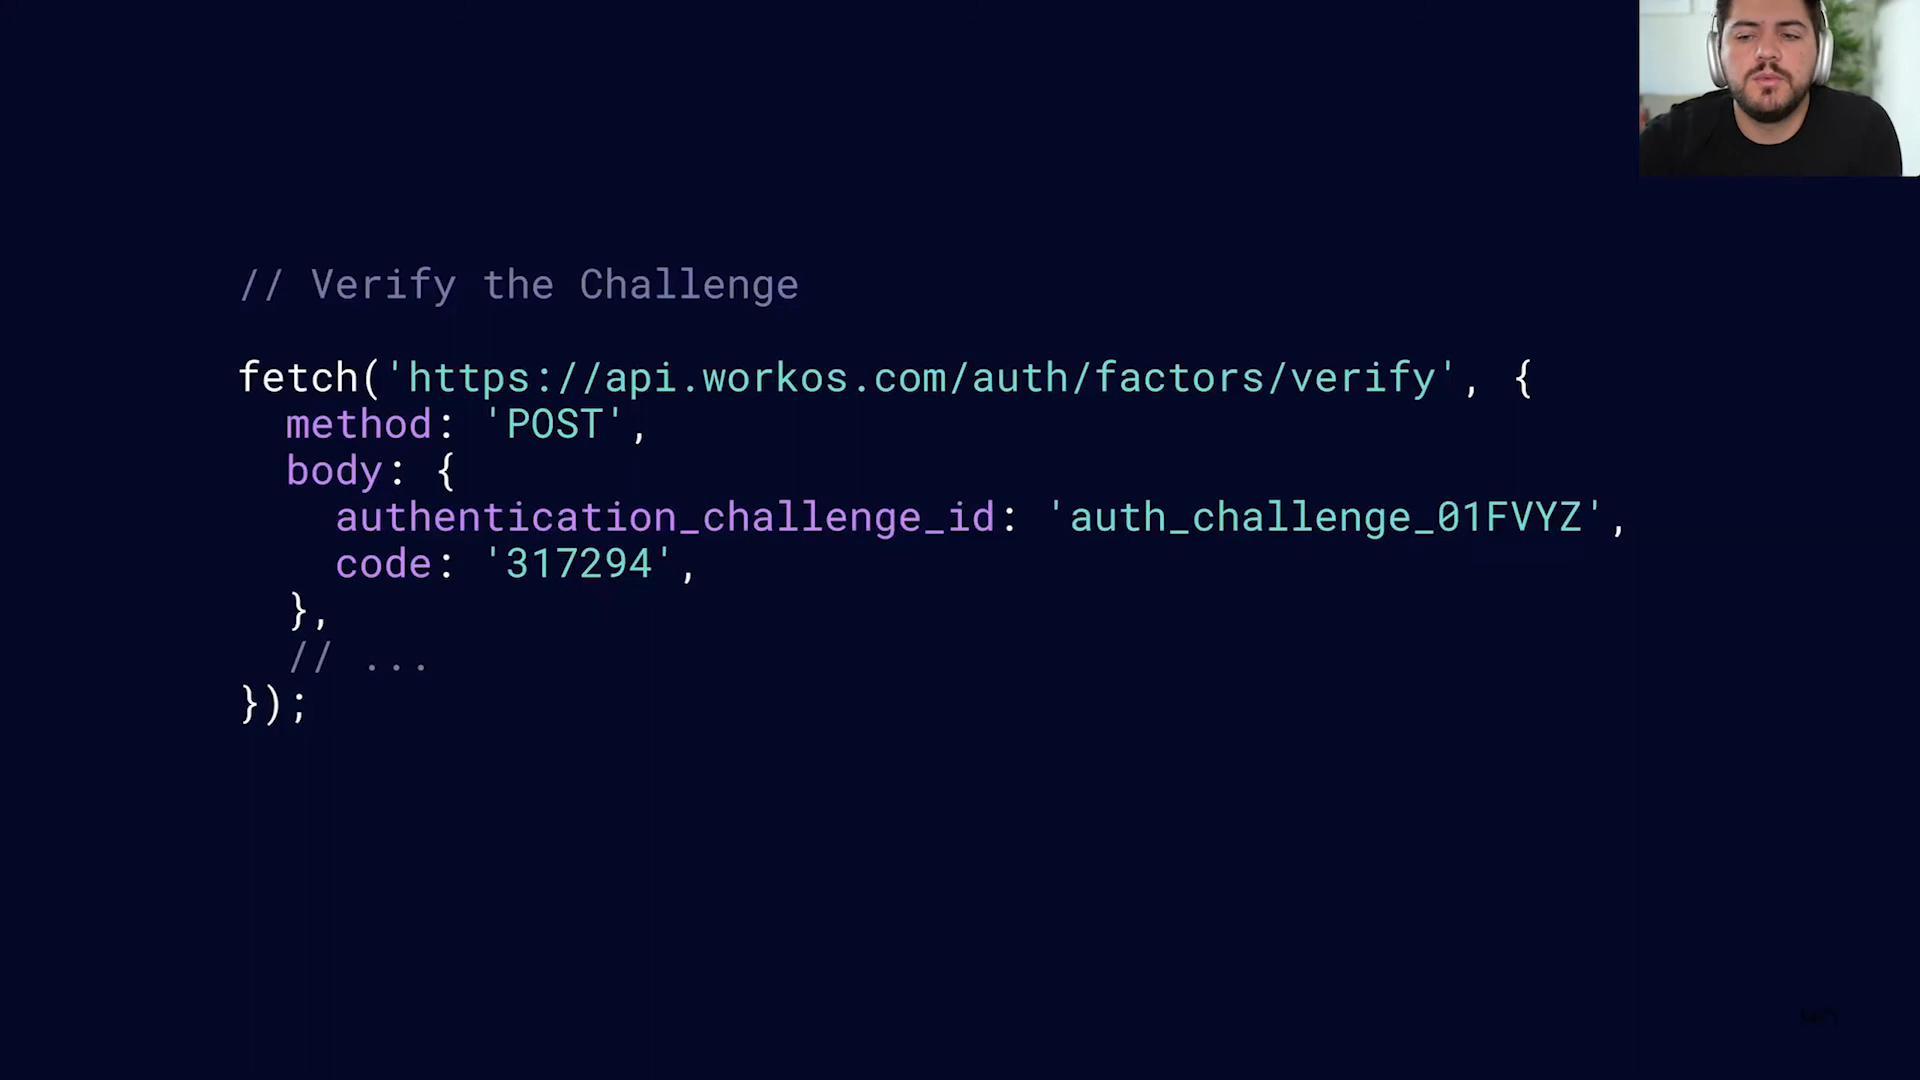 // Verify the Challenge
fetch('https://api.workos.com/auth/factors/verify', {
method: 'POST',
body: {
authentication_challenge_id: 'auth_challenge_01FVYZ',
code: '317294',
},
// ...
});